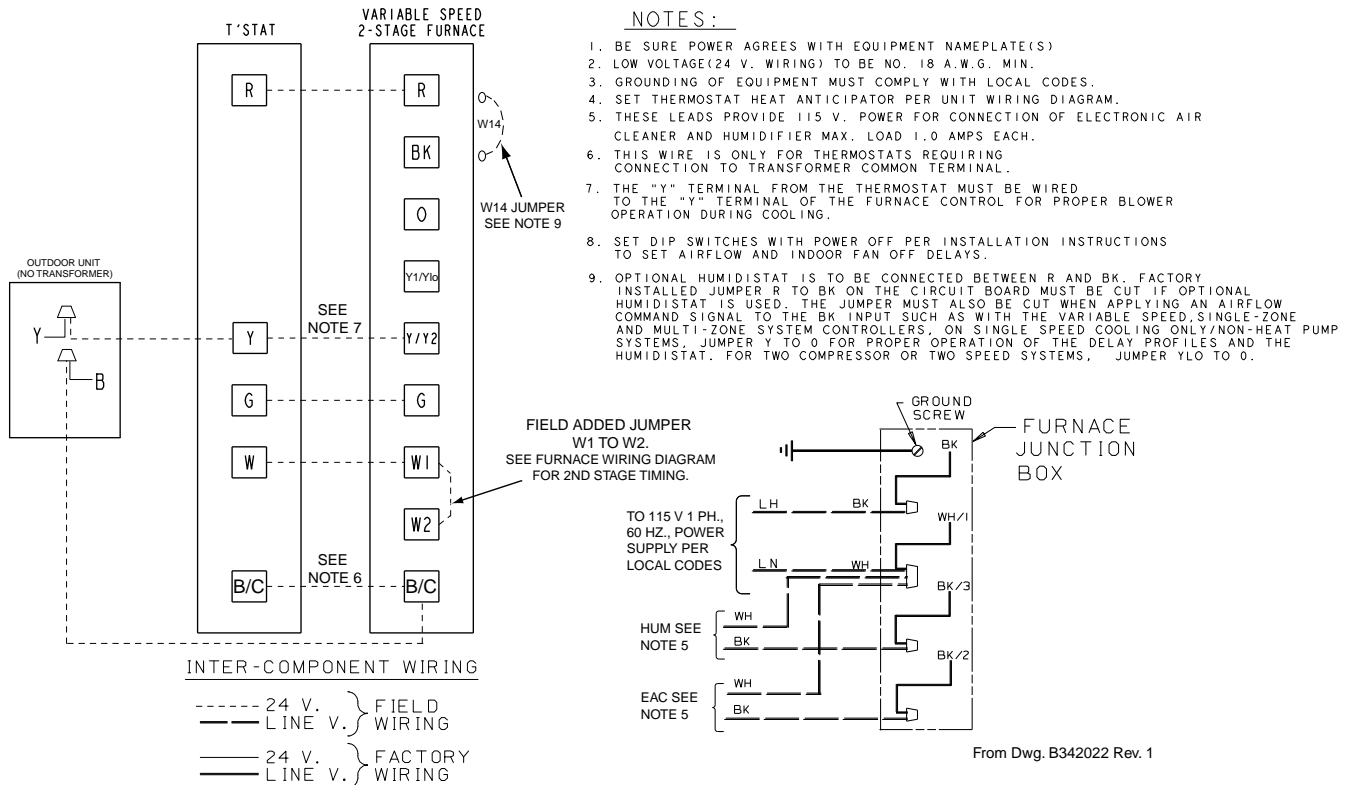 T'STAT
VARIABLE SPEED
2-STAGE FURNACE
R
R
W14
BK
W14 JUMPER
SEE NOTE 9
O
Y1/Ylo
OUTDOOR UNIT
(NO TRANSFORMER)
Y
B
SEE
NOTE 7
Y
Y/Y2
G
G
FIELD ADDED JUMPER
W1 TO W2.
SEE FURNACE WIRING DIAGRAM
FOR 2ND STAGE TIMING.
W
W1
W2
SEE
NOTE 6
B/C
B/C
INTER-COMPONENT WIRING
24 V.
LINE V.
FIELD
WIRING
24 V.
LINE V.
FACTORY
WIRING
NOTES:
1. BE SURE POWER AGREES WITH EQUIPMENT NAMEPLATE(S)
2. LOW VOLTAGE(24 V. WIRING) TO BE NO. 18 A.W.G. MIN.
3. GROUNDING OF EQUIPMENT MUST COMPLY WITH LOCAL CODES.
4. SET THERMOSTAT HEAT ANTICIPATOR PER UNIT WIRING DIAGRAM.
5. THESE LEADS PROVIDE 115 V. POWER FOR CONNECTION OF ELECTRONIC AIR
CLEANER AND HUMIDIFIER MAX. LOAD 1.0 AMPS EACH.
6. THIS WIRE IS ONLY FOR THERMOSTATS REQUIRING
CONNECTION TO TRANSFORMER COMMON TERMINAL.
7. THE "Y" TERMINAL FROM THE THERMOSTAT MUST BE WIRED
TO THE "Y" TERMINAL OF THE FURNACE CONTROL FOR PROPER BLOWER
OPERATION DURING COOLING.
8. SET DIP SWITCHES WITH POWER OFF PER INSTALLATION INSTRUCTIONS
TO SET AIRFLOW AND INDOOR FAN OFF DELAYS.
9. OPTIONAL HUMIDISTAT IS TO BE CONNECTED BETWEEN R AND BK. FACTORY
INSTALLED JUMPER R TO BK ON THE CIRCUIT BOARD MUST BE CUT IF OPTIONAL
HUMIDISTAT IS USED. THE JUMPER MUST ALSO BE CUT WHEN APPLYING AN AIRFLOW
COMMAND SIGNAL TO THE BK INPUT SUCH AS WITH THE VARIABLE SPEED,SINGLE-ZONE
AND MULTI-ZONE SYSTEM CONTROLLERS, ON SINGLE SPEED COOLING ONLY/NON-HEAT PUMP
SYSTEMS, JUMPER Y TO O FOR PROPER OPERATION OF THE DELAY PROFILES AND THE
HUMIDISTAT. FOR TWO COMPRESSOR OR TWO SPEED SYSTEMS, JUMPER YLO TO O.
GROUND
SCREW
FURNACE
JUNCTION
BOX
BK
TO 115 V 1 PH.,
60 HZ., POWER
SUPPLY PER
LOCAL CODES
LH
BK
WH/1
LN
WH
BK/3
HUM SEE
NOTE 5
WH
BK
BK/2
EAC SEE
NOTE 5
WH
BK
From Dwg. B342022 Rev. 1